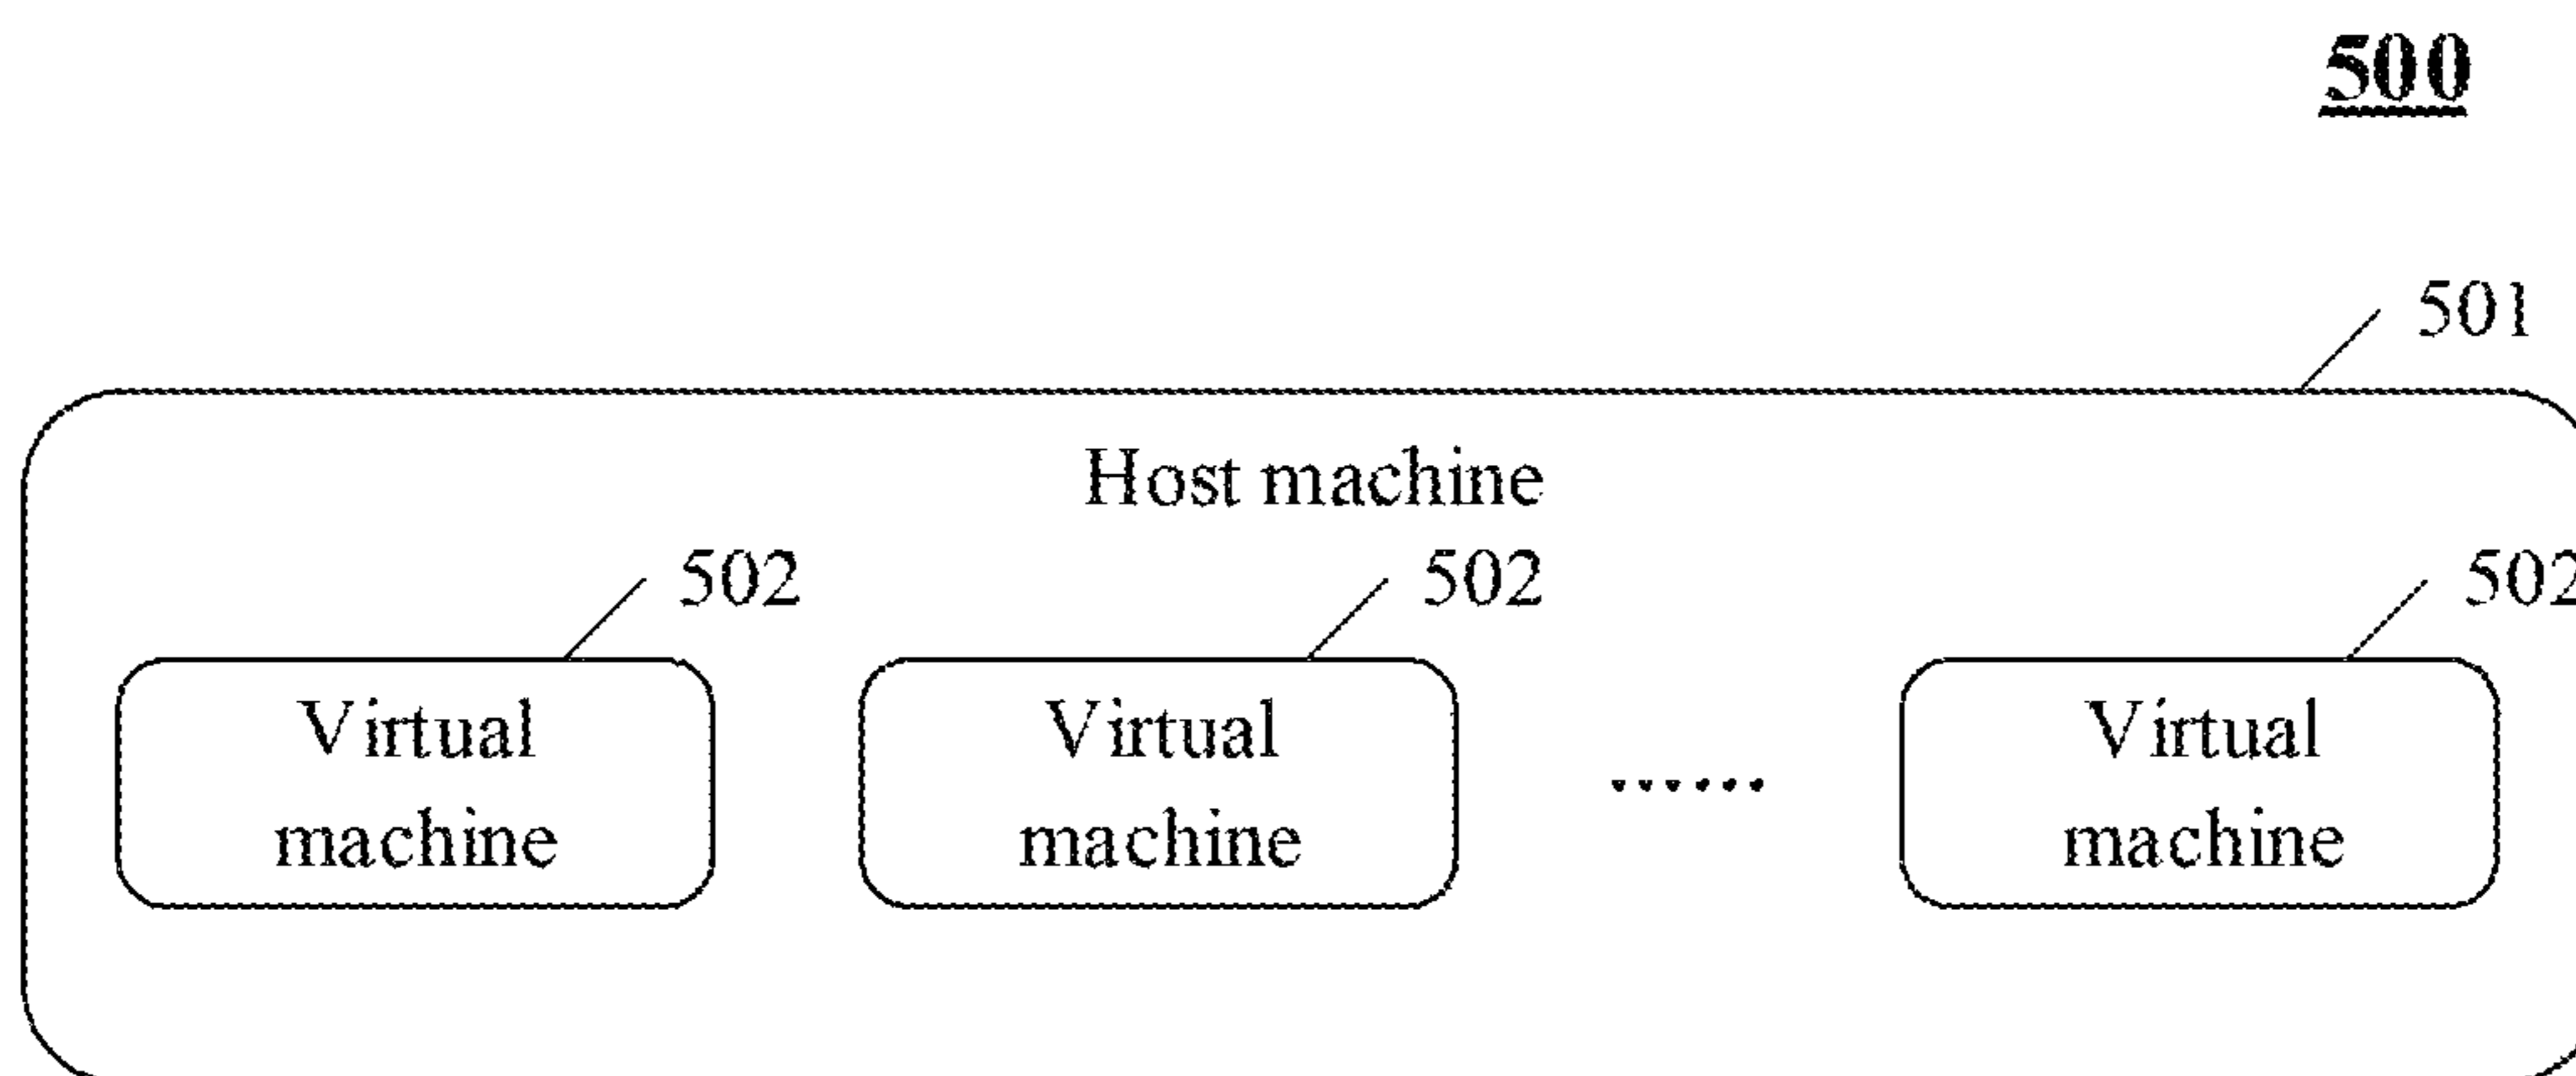 500
501
Host machine
502 502 502
Virtual Virtual Virtual
machine machine ...... machine